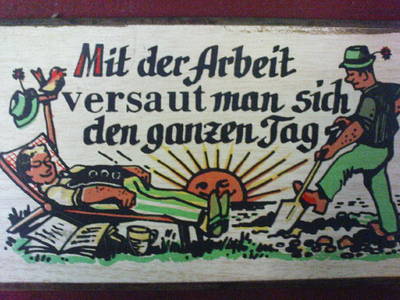 Mit der Arbeit
versaut man sich
den ganzen Tag